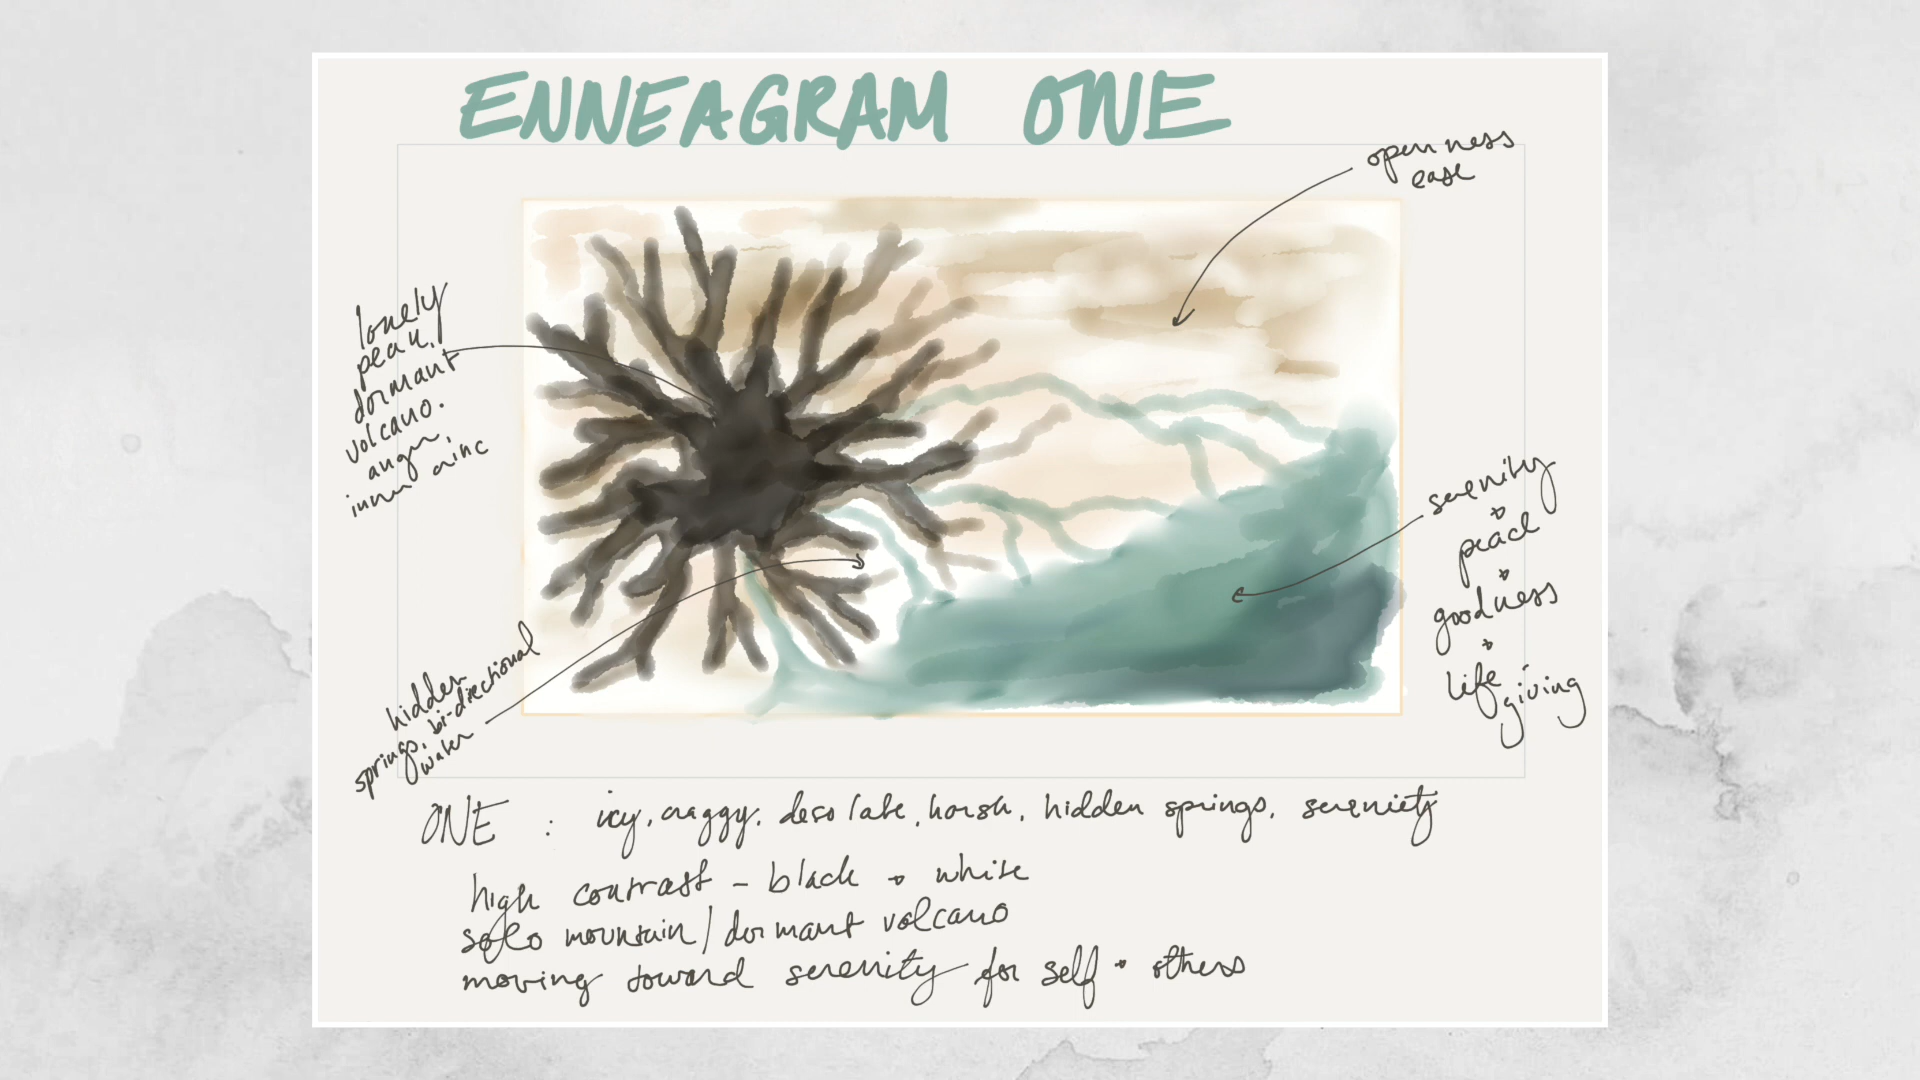 ENNEAGRAM ONE
openness
ease
lonely
peak,
dormant
volcano.
anger
inner
serenity
+
peace
+
goodness
+
life
giving
hidden
springs, bi-directional
water
ONE : icy, craggy, desolate, harsh, hidden springs, sereniety
high contrast - black + white
solo mountain/dormant volcano
moving toward serenity for self + others